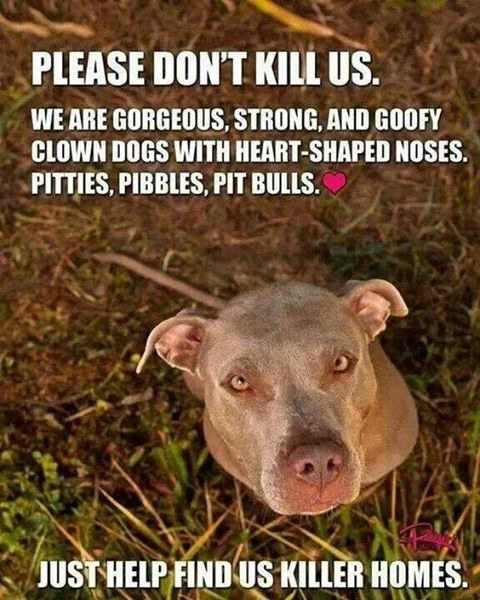 PLEASE DON'T KILL US.
WE ARE GORGEOUS, STRONG, AND GOOFY
CLOWN DOGS WITH HEART-SHAPED NOSES.
PITTIES, PIBBLES, PIT BULLS.
JUST HELP FIND US KILLER HOMES.